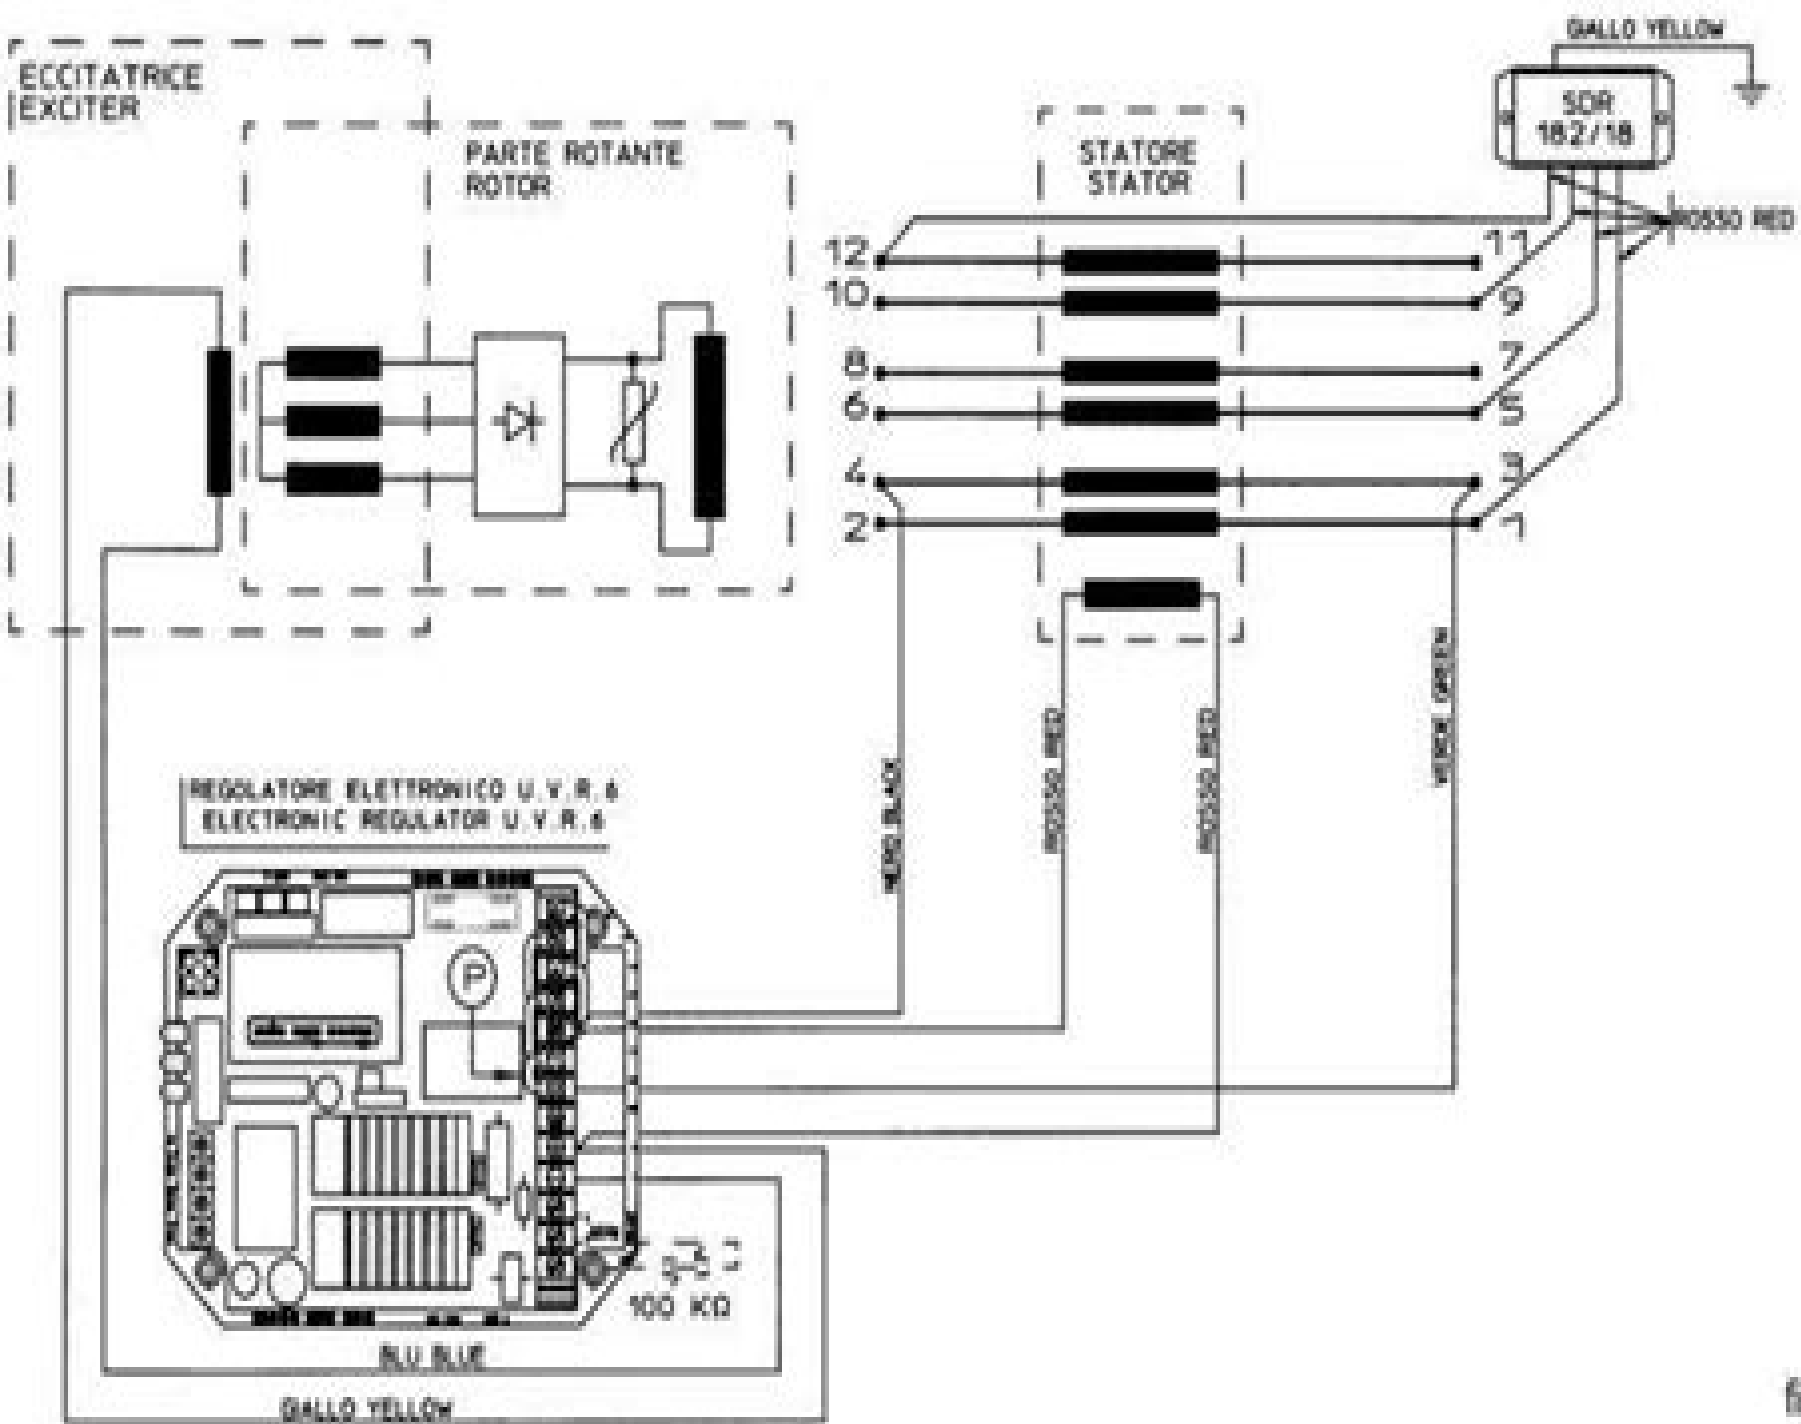 GIALLO YELLOW
ECCITATRICE
EXCITER
SDR
182/18
PARTE ROTANTE
ROTOR
STATORE
STATOR
ROSSO RED
12
11
10
9
8
7
6
5
4
3
2
1
VERDE GREEN
ROSSO RED
ROSSO RED
NERO BLACK
REGOLATORE ELETTRONICO U.V.R.6
ELECTRONIC REGULATOR U.V.R.6
P
100 KΩ
BLU BLUE
GIALLO YELLOW